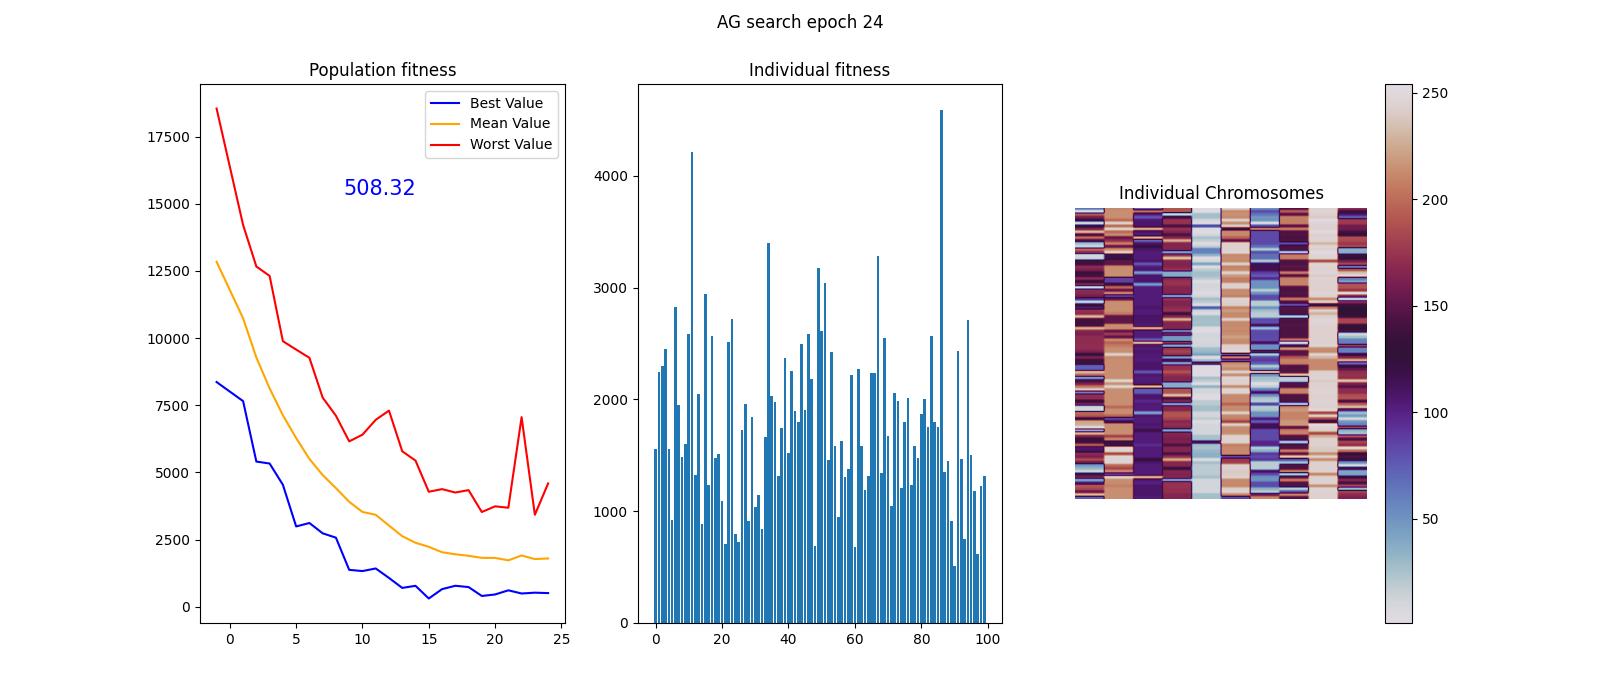 AG search epoch 24
Population fitness
Best Value
Mean Value
Worst Value
508.32
17500
15000
12500
10000
7500
5000
2500
0
0 5 10 15 20 25
Individual fitness
4000
3000
2000
1000
0
0 20 40 60 80 100
Individual Chromosomes
250
200
150
100
50